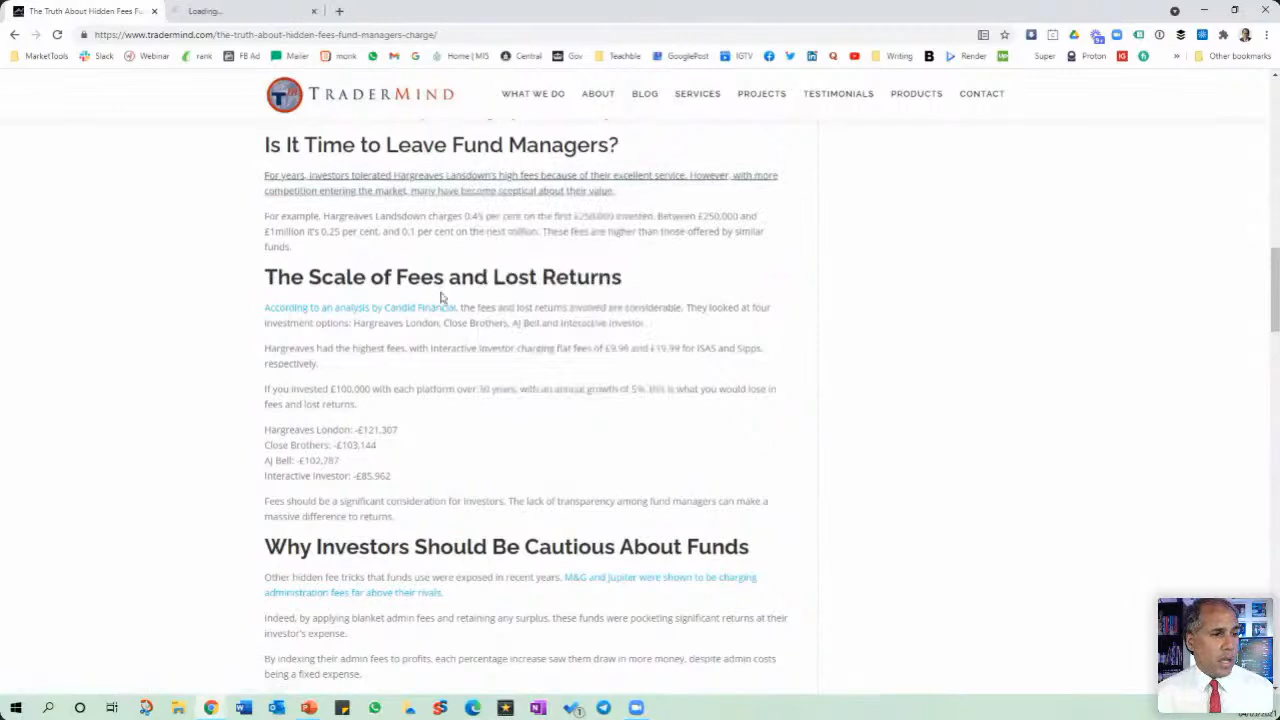 The Truth About Hidden Fees Fu
Loading...
https://www.tradermind.com/the-truth-about-hidden-fees-fund-managers-charge/
MarketTools
Slack
Webinar
rank
FB Ad
Mail
monk
G
Home | MIS
Central
Gov
Teachble
GooglePost
IGTV
Writing
Render
Super
Proton
»
Other bookmarks
TRADERMIND
WHAT WE DO ABOUT BLOG SERVICES PROJECTS TESTIMONIALS PRODUCTS CONTACT
Is It Time to Leave Fund Managers?
For years, investors tolerated Hargreaves Lansdown's high fees because of their excellent service. However, with more
competition entering the market, many have become sceptical about their value.
For example, Hargreaves Landsdown charges 0.45 per cent on the first £250,000 invested. Between £250,000 and
£1million it's 0.25 per cent, and 0.1 per cent on the next million. These fees are higher than those offered by similar
funds.
The Scale of Fees and Lost Returns
According to an analysis by Candid Financial, the fees and lost returns involved are considerable. They looked at four
investment options: Hargreaves London, Close Brothers, AJ Bell and Interactive Investor.
Hargreaves had the highest fees, with Interactive Investor charging flat fees of £9.99 and £19.99 for ISAS and Sipps,
respectively.
If you invested £100,000 with each platform over 30 years, with an annual growth of 5%, this is what you would lose in
fees and lost returns.
Hargreaves London: -£121,307
Close Brothers: -£103,144
AJ Bell: -£102,787
Interactive Investor: -£85,962
Fees should be a significant consideration for investors. The lack of transparency among fund managers can make a
massive difference to returns.
Why Investors Should Be Cautious About Funds
Other hidden fee tricks that funds use were exposed in recent years. M&G and Jupiter were shown to be charging
administration fees far above their rivals.
Indeed, by applying blanket admin fees and retaining any surplus, these funds were pocketing significant returns at their
investor's expense.
By indexing their admin fees to profits, each percentage increase saw them draw in more money, despite admin costs
being a fixed expense.